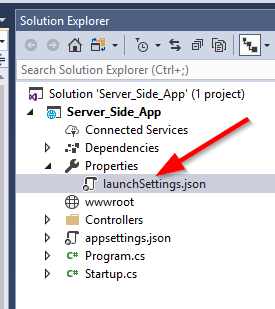 Solution Explorer
Search Solution Explorer (Ctrl+;)
Solution 'Server_Side_App' (1 project)
Server_Side_App
Connected Services
Dependencies
Properties
launchSettings.json
wwwroot
Controllers
appsettings.json
C# Program.cs
C# Startup.cs